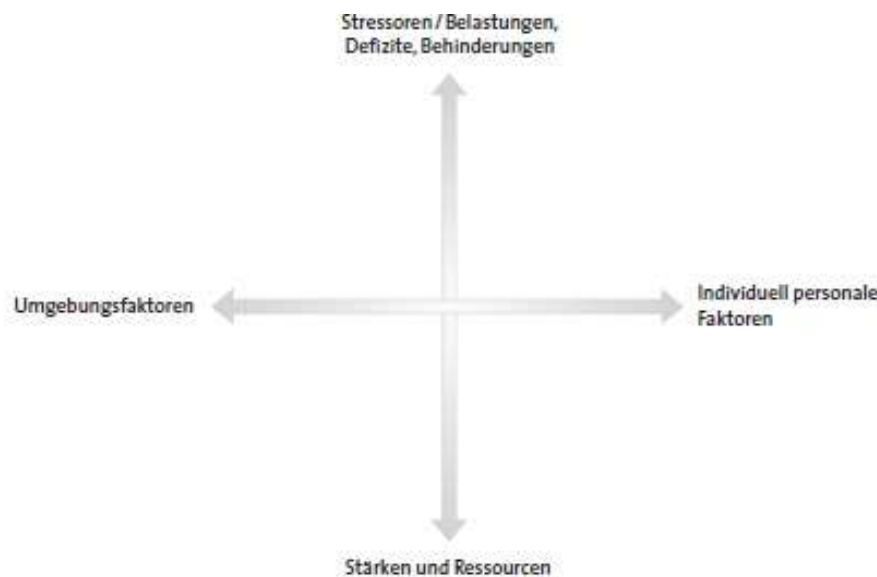 Stressoren / Belastungen,
Defizite, Behinderungen
Umgebungsfaktoren
Individuell personale
Faktoren
Stärken und Ressourcen